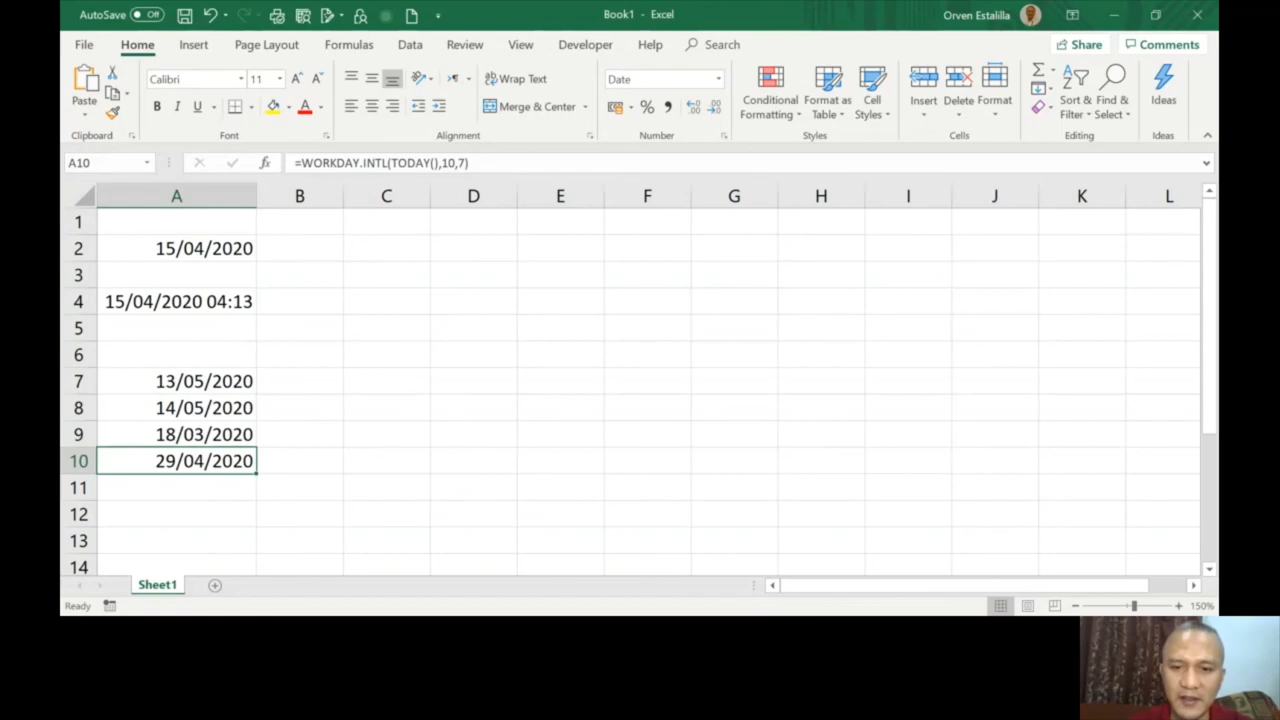 AutoSave Off
Book1 - Excel
Orven Estalilla
File Home Insert Page Layout Formulas Data Review View Developer Help Search
Share Comments
Paste
Calibri 11 A A
B I U A
Wrap Text
Merge & Center
Date
%
Conditional Formatting
Format as Table
Cell Styles
Insert Delete Format
Sort & Filter
Find & Select
Ideas
Clipboard Font Alignment Number Styles Cells Editing Ideas
A10 fx =WORKDAY.INTL(TODAY(),10,7)
A B C D E F G H I J K L
1
2 15/04/2020
3
4 15/04/2020 04:13
5
6
7 13/05/2020
8 14/05/2020
9 18/03/2020
10 29/04/2020
11
12
13
14
Sheet1
Ready
150%